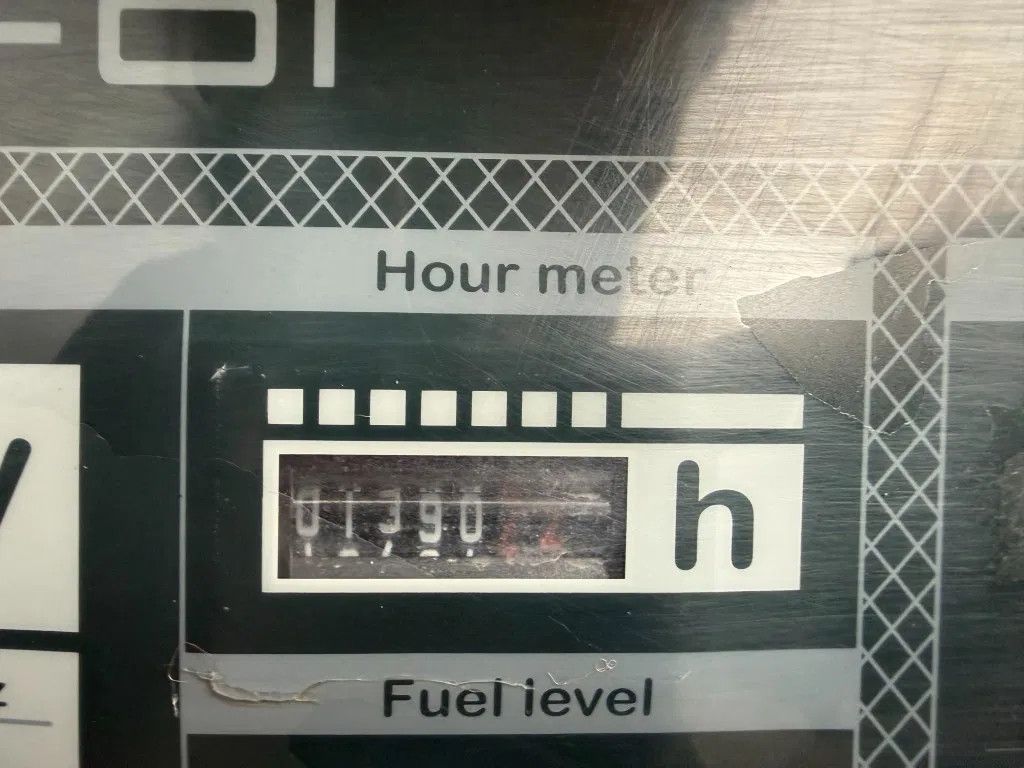 Hour meter
01390
h
Fuel level